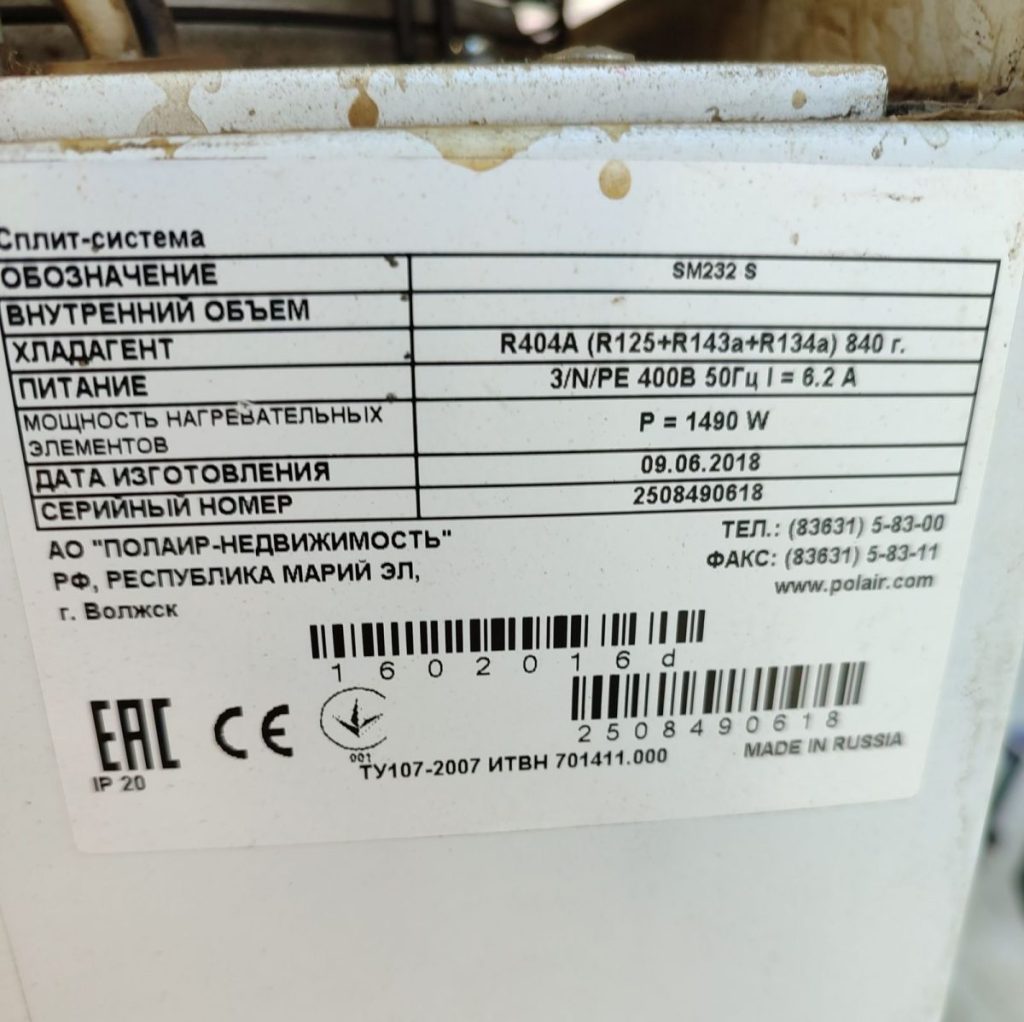 Сплит-система
ОБОЗНАЧЕНИЕ SM232 S
ВНУТРЕННИЙ ОБЪЕМ
ХЛАДАГЕНТ R404A (R125+R143a+R134a) 840 г.
ПИТАНИЕ 3/N/PE 400В 50Гц I = 6.2 А
МОЩНОСТЬ НАГРЕВАТЕЛЬНЫХ
ЭЛЕМЕНТОВ P = 1490 W
ДАТА ИЗГОТОВЛЕНИЯ 09.06.2018
СЕРИЙНЫЙ НОМЕР 2508490618
АО "ПОЛАИР-НЕДВИЖИМОСТЬ"
РФ, РЕСПУБЛИКА МАРИЙ ЭЛ,
г. Волжск
ТЕЛ.: (83631) 5-83-00
ФАКС: (83631) 5-83-11
www.polair.com
1602016d
2508490618
EAC CE
001
IP 20
ТУ107-2007 ИТВН 701411.000
MADE IN RUSSIA